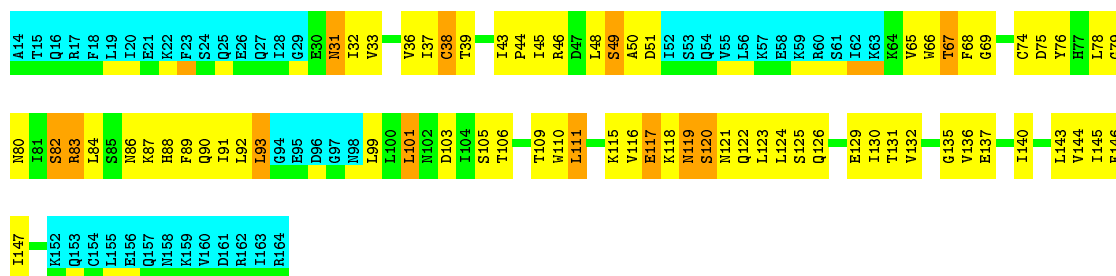 A14 T15 Q16 R17 F18 L19 I20 E21 K22 F23 S24 Q25 E26 Q27 I28 G29 E30 N31 I32 V33 V36 I37 C38 T39 I43 P44 I45 R46 D47 L48 S49 A50 D51 I52 S53 Q54 V55 L56 K57 E58 K59 R60 S61 I62 K63 K64 V65 W66 T67 F68 G69 C74 D75 Y76 H77 L78
N80 I81 S82 R83 L84 S85 N86 K87 H88 F89 Q90 I91 L92 L93 G94 E95 D96 G97 N98 L99 L100 L101 N102 D103 I104 S105 T106 T109 W110 L111 K115 V116 E117 K118 N119 S120 N121 Q122 L123 L124 S125 Q126 E129 I130 T131 V132 G135 V136 E137 I140 L143 V144 I145
I147 K152 Q153 C154 L155 E156 Q157 N158 K159 V160 D161 R162 I163 R164